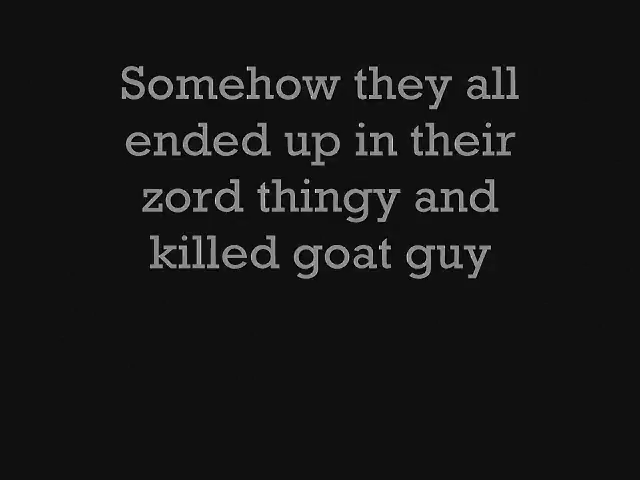 Somehow they all
ended up in their
zord thingy and
killed goat guy